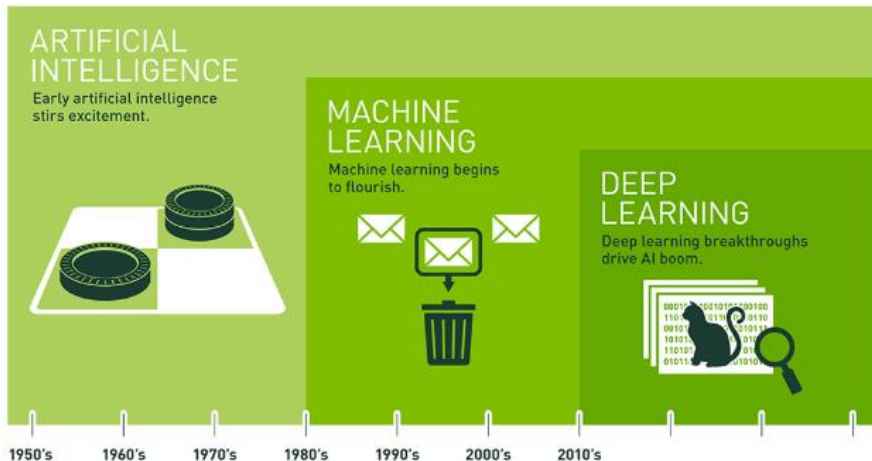 ARTIFICIAL
INTELLIGENCE
Early artificial intelligence
stirs excitement.
MACHINE
LEARNING
Machine learning begins
to flourish.
DEEP
LEARNING
Deep learning breakthroughs
drive AI boom.
1950's 1960's 1970's 1980's 1990's 2000's 2010's